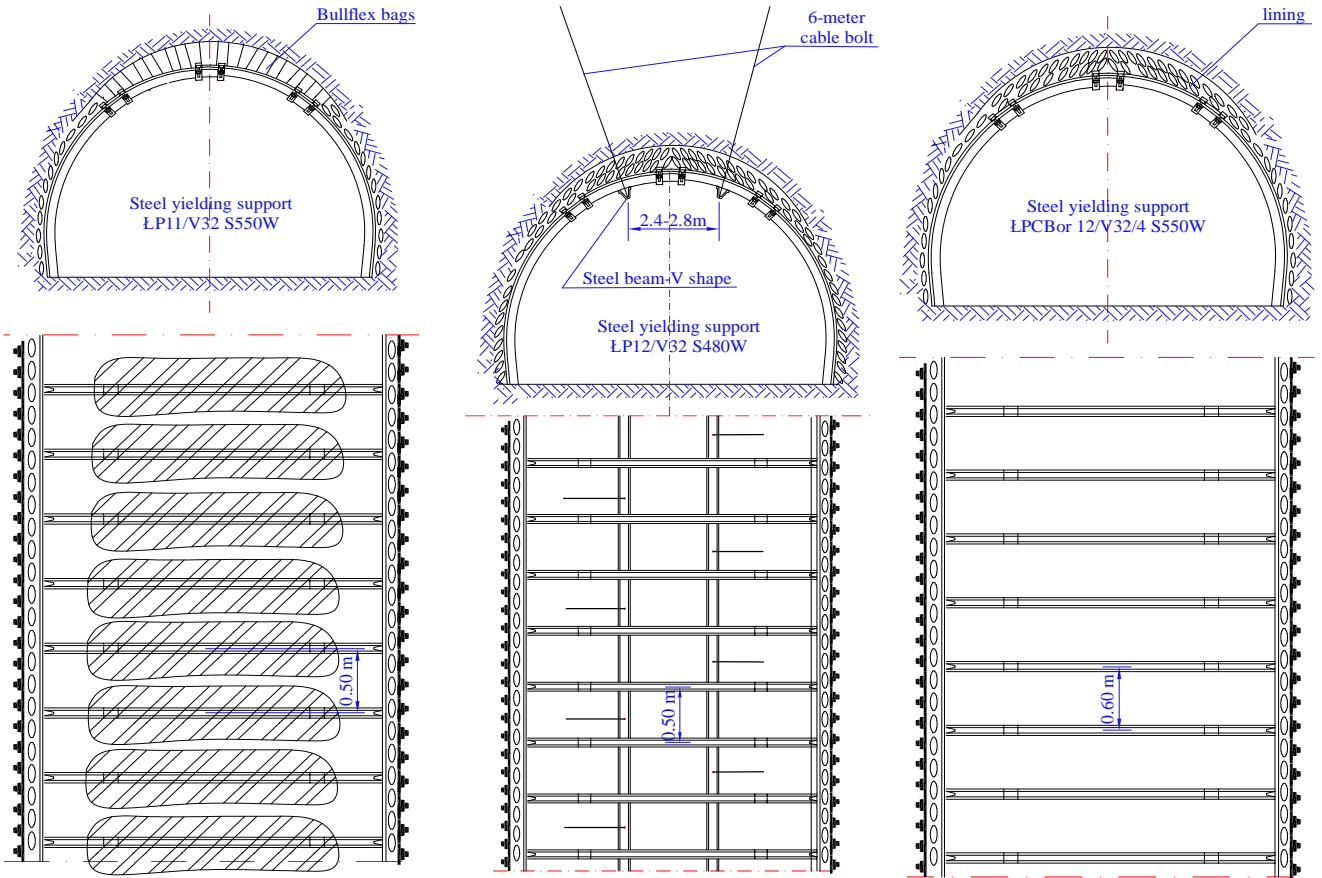 Bullflex bags
Steel yielding support
ŁP11/V32 S550W
0.50 m
6-meter
cable bolt
2.4-2.8m
Steel beam-V shape
Steel yielding support
ŁP12/V32 S480W
0.50 m
lining
Steel yielding support
ŁPCBor 12/V32/4 S550W
0.60 m